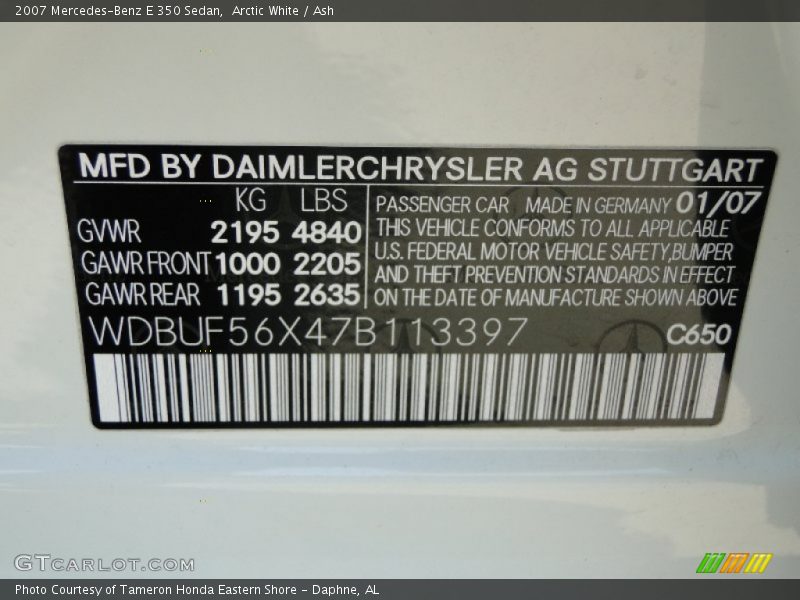 2007 Mercedes-Benz E 350 Sedan,  Arctic White / Ash
MFD BY DAIMLERCHRYSLER AG STUTTGART
KG LBS
GVWR 2195 4840
GAWR FRONT 1000 2205
GAWR REAR 1195 2635
PASSENGER CAR MADE IN GERMANY 01/07
THIS VEHICLE CONFORMS TO ALL APPLICABLE
U.S. FEDERAL MOTOR VEHICLE SAFETY,BUMPER
AND THEFT PREVENTION STANDARDS IN EFFECT
ON THE DATE OF MANUFACTURE SHOWN ABOVE
WDBUF56X47B113397 C650
GTCARLOT.COM
Photo Courtesy of Tameron Honda Eastern Shore - Daphne, AL